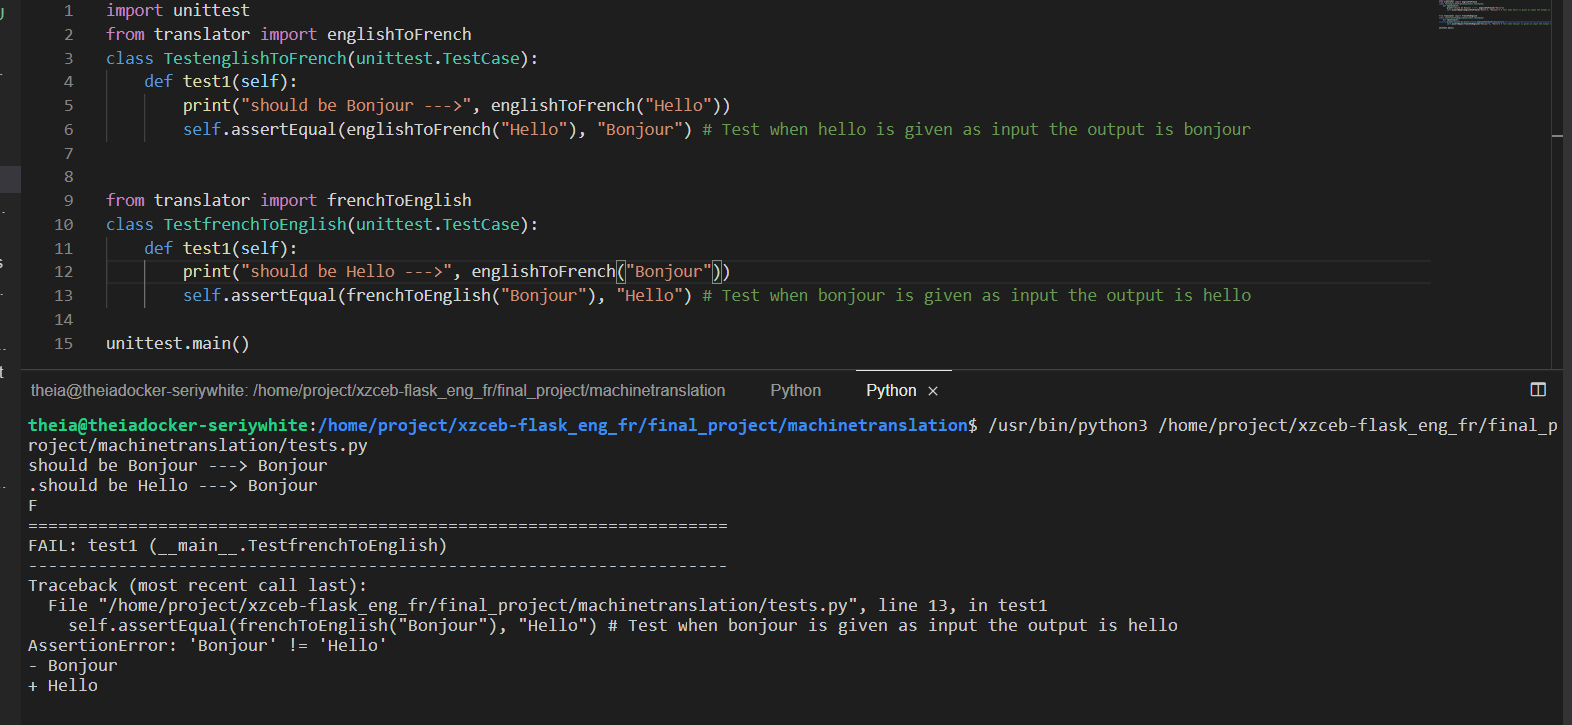 1 import unittest
2 from translator import englishToFrench
3 class TestenglishToFrench(unittest.TestCase):
4 def test1(self):
5 print("should be Bonjour --->", englishToFrench("Hello"))
6 self.assertEqual(englishToFrench("Hello"), "Bonjour") # Test when hello is given as input the output is bonjour
7
8
9 from translator import frenchToEnglish
10 class TestfrenchToEnglish(unittest.TestCase):
11 def test1(self):
12 print("should be Hello --->", englishToFrench("Bonjour"))
13 self.assertEqual(frenchToEnglish("Bonjour"), "Hello") # Test when bonjour is given as input the output is hello
14
15 unittest.main()
theia@theiadocker-seriywhite: /home/project/xzceb-flask_eng_fr/final_project/machinetranslation Python Python ×
theia@theiadocker-seriywhite:/home/project/xzceb-flask_eng_fr/final_project/machinetranslation$ /usr/bin/python3 /home/project/xzceb-flask_eng_fr/final_p
roject/machinetranslation/tests.py
should be Bonjour ---> Bonjour
.should be Hello ---> Bonjour
F
======================================================================
FAIL: test1 (__main__.TestfrenchToEnglish)
----------------------------------------------------------------------
Traceback (most recent call last):
File "/home/project/xzceb-flask_eng_fr/final_project/machinetranslation/tests.py", line 13, in test1
self.assertEqual(frenchToEnglish("Bonjour"), "Hello") # Test when bonjour is given as input the output is hello
AssertionError: 'Bonjour' != 'Hello'
- Bonjour
+ Hello